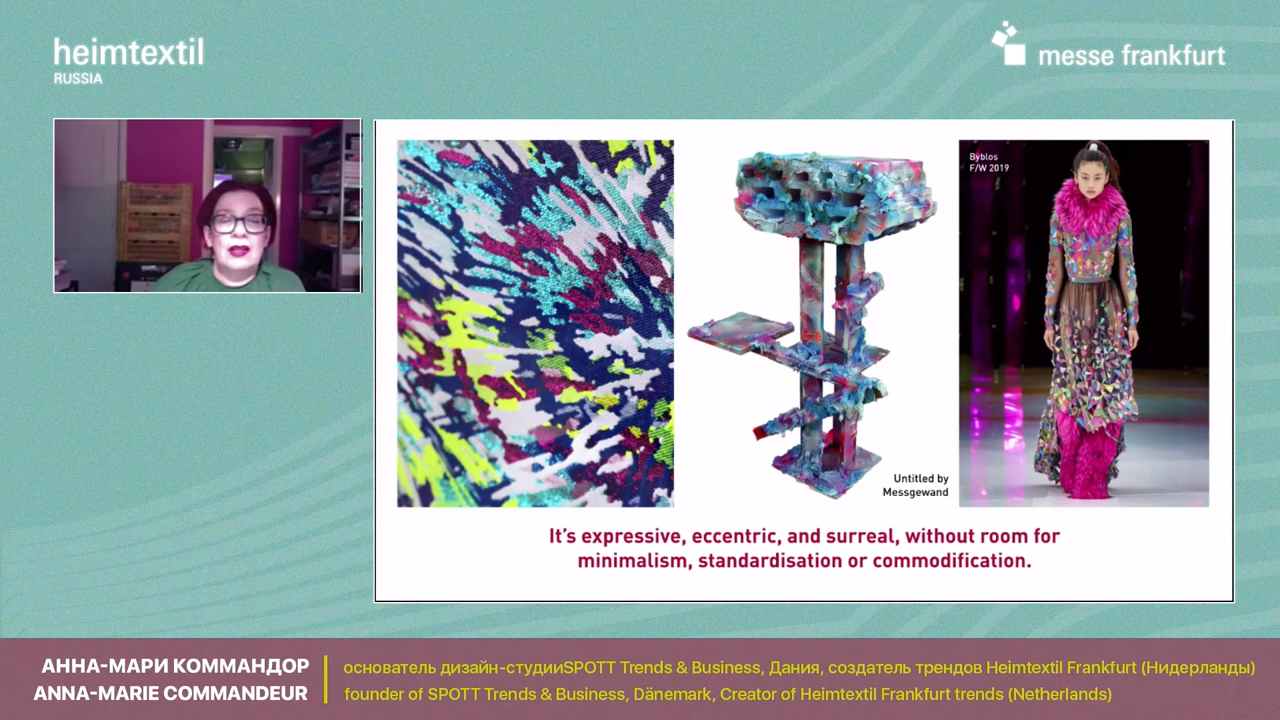 heimtextil
RUSSIA
messe frankfurt
Byblos
F/W 2019
Untitled by
Messgewand
It's expressive, eccentric, and surreal, without room for
minimalism, standardisation or commodification.
АННА-МАРИ КОММАНДОР
ANNA-MARIE COMMANDEUR
основатель дизайн-студииSPOTT Trends & Business, Дания, создатель трендов Heimtextil Frankfurt (Нидерланды)
founder of SPOTT Trends & Business, Dänemark, Creator of Heimtextil Frankfurt trends (Netherlands)